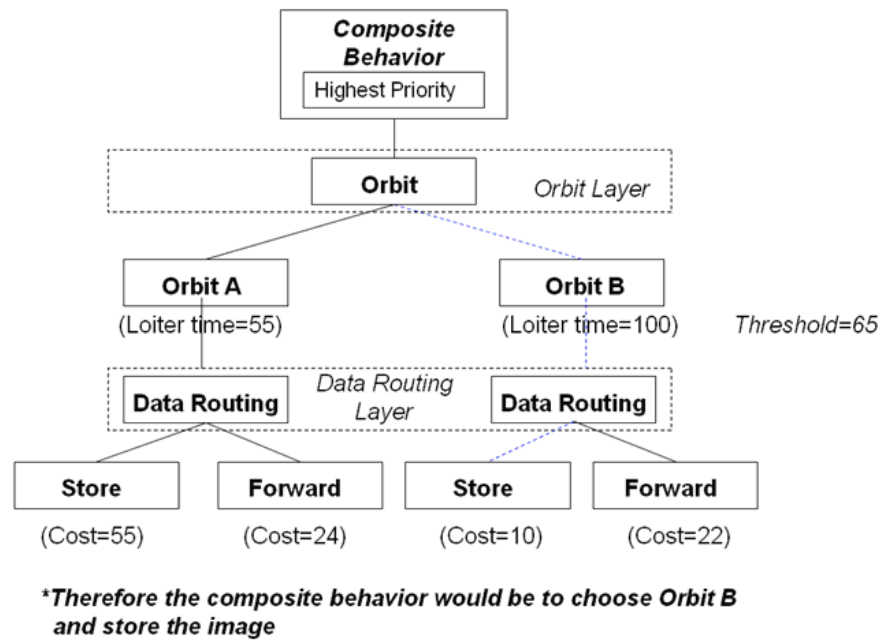 Composite
Behavior
Highest Priority
Orbit
Orbit Layer
Orbit A
Orbit B
(Loiter time=55)
(Loiter time=100)
Threshold=65
Data Routing
Data Routing
Layer
Data Routing
Store
Forward
Store
Forward
(Cost=55)
(Cost=24)
(Cost=10)
(Cost=22)
*Therefore the composite behavior would be to choose Orbit B
and store the image